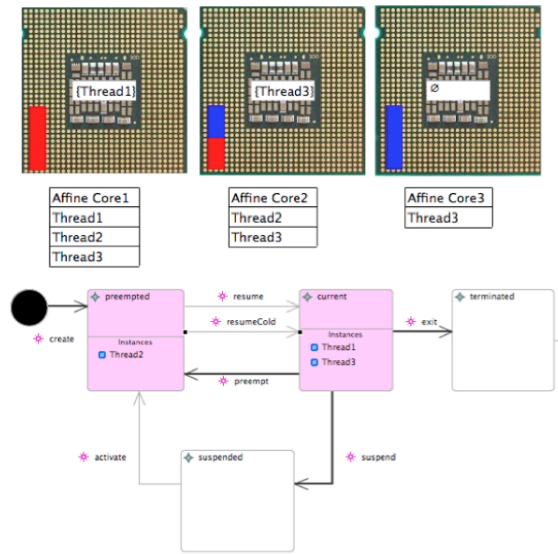 {Thread1}
{Thread3}
∅
Affine Core1
Thread1
Thread2
Thread3
Affine Core2
Thread2
Thread3
Affine Core3
Thread3
preempted
resume
current
terminated
resumeCold
exit
create
Instances
Thread2
Instances
Thread1
Thread3
preempt
activate
suspended
suspend